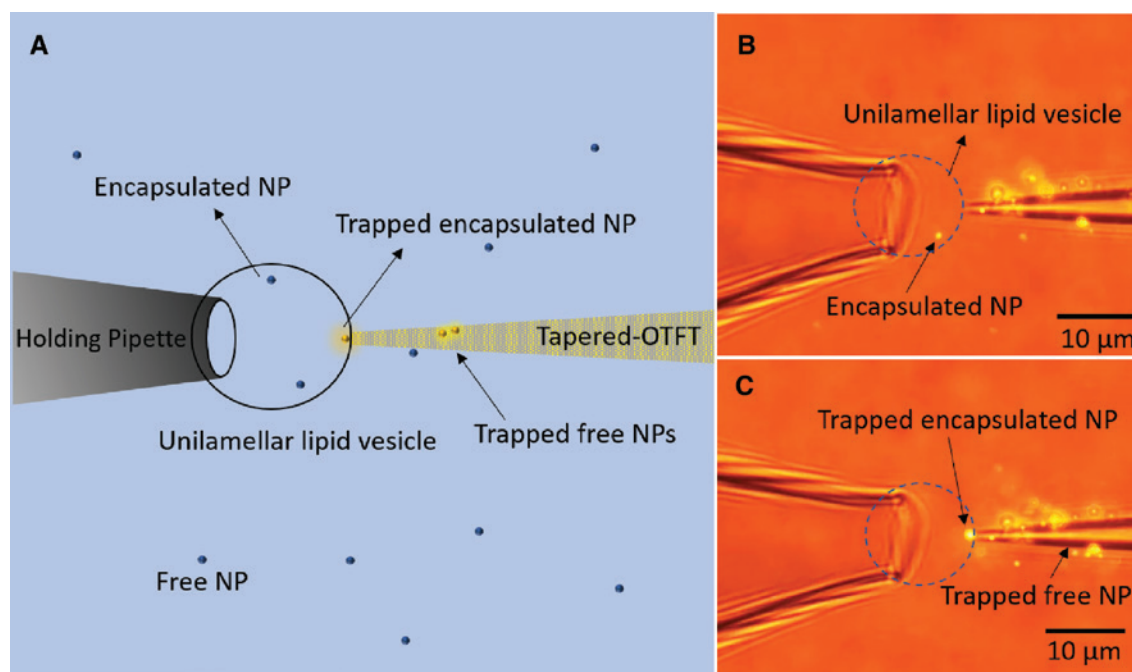 A
Encapsulated NP
Trapped encapsulated NP
Holding Pipette
Tapered-OTFT
Unilamellar lipid vesicle
Trapped free NPs
Free NP
B
Unilamellar lipid vesicle
Encapsulated NP
10 µm
C
Trapped encapsulated NP
Trapped free NP
10 µm